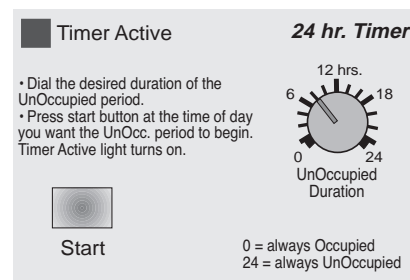 Timer Active
24 hr. Timer
• Dial the desired duration of the
UnOccupied period.
• Press start button at the time of day
you want the UnOcc. period to begin.
Timer Active light turns on.
12 hrs.
6
18
0
24
UnOccupied
Duration
Start
0 = always Occupied
24 = always UnOccupied